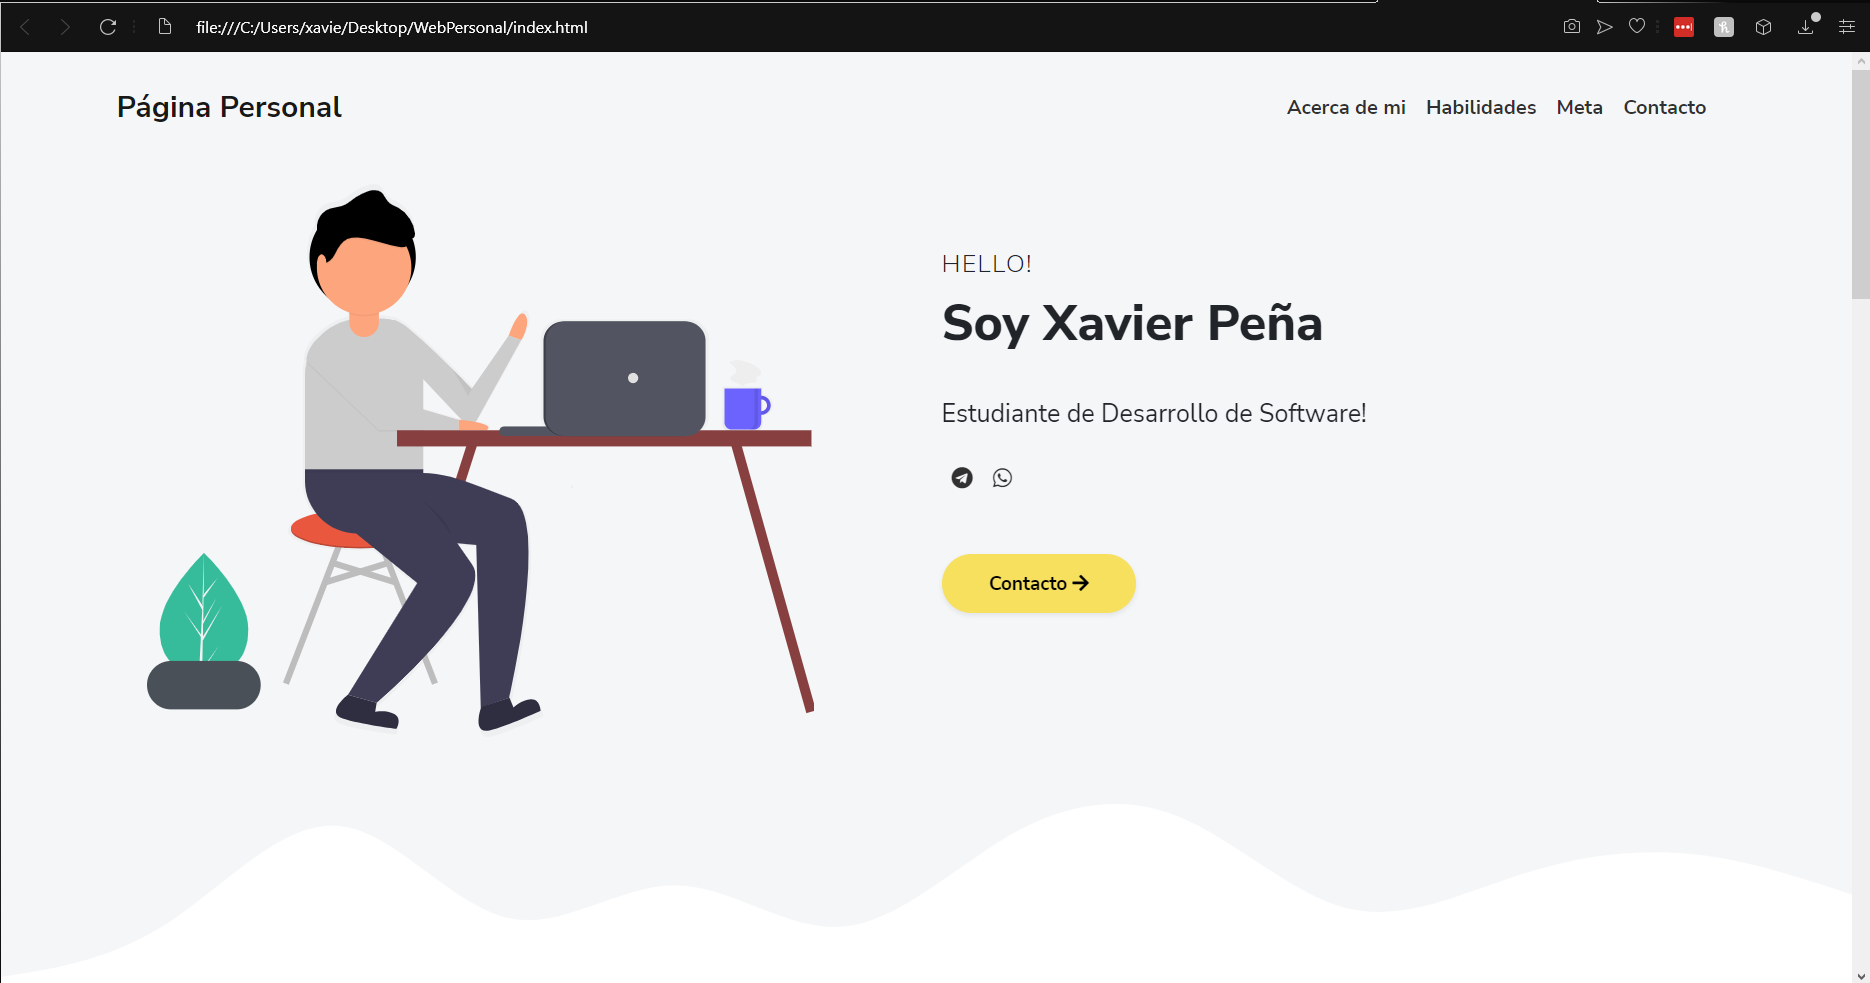 file:///C:/Users/xavie/Desktop/WebPersonal/index.html
Página Personal
Acerca de mi Habilidades Meta Contacto
HELLO!
Soy Xavier Peña
Estudiante de Desarrollo de Software!
Contacto